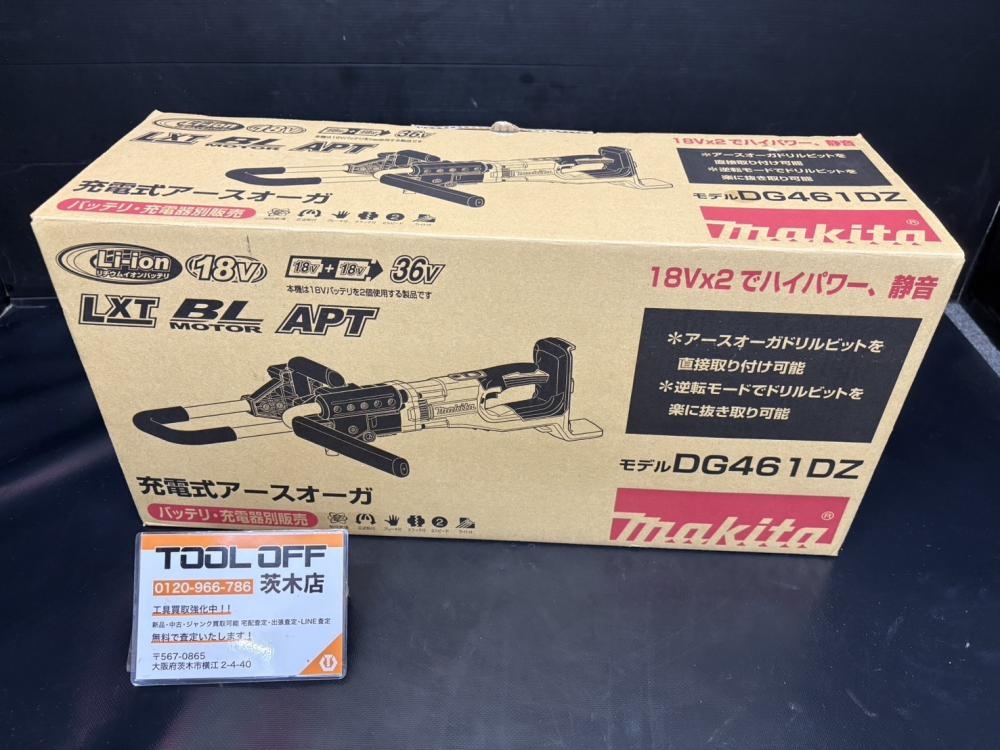 Li-ion
18V
36V
LXT BL MOTOR APT
18V×2でハイパワー、静音
＊アースオーガドリルビットを
直接取り付け可能
＊逆転モードでドリルビットを
楽に抜き取り可能
充電式アースオーガ
バッテリ・充電器別販売
モデルDG461DZ
makita®
Li-ion
リチウムイオンバッテリ
18V
18V + 18V 36V
本機は18Vバッテリを2個使用する製品です
LXT BL MOTOR APT
18V×2でハイパワー、静音
＊アースオーガドリルビットを
直接取り付け可能
＊逆転モードでドリルビットを
楽に抜き取り可能
makita
モデルDG461DZ
充電式アースオーガ
バッテリ・充電器別販売
makita®
TOOL OFF
0120-966-786 茨木店
工具買取強化中！！
新品・中古・ジャンク買取可能 宅配査定・出張査定・LINE査定
無料で査定いたします！
〒567-0865
大阪府茨木市横江 2-4-40